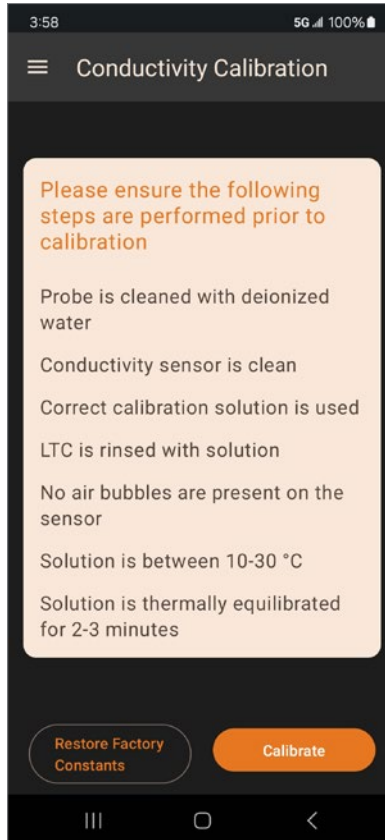 3:58
5G 100%
Conductivity Calibration
Please ensure the following
steps are performed prior to
calibration
Probe is cleaned with deionized
water
Conductivity sensor is clean
Correct calibration solution is used
LTC is rinsed with solution
No air bubbles are present on the
sensor
Solution is between 10-30 °C
Solution is thermally equilibrated
for 2-3 minutes
Restore Factory
Constants
Calibrate